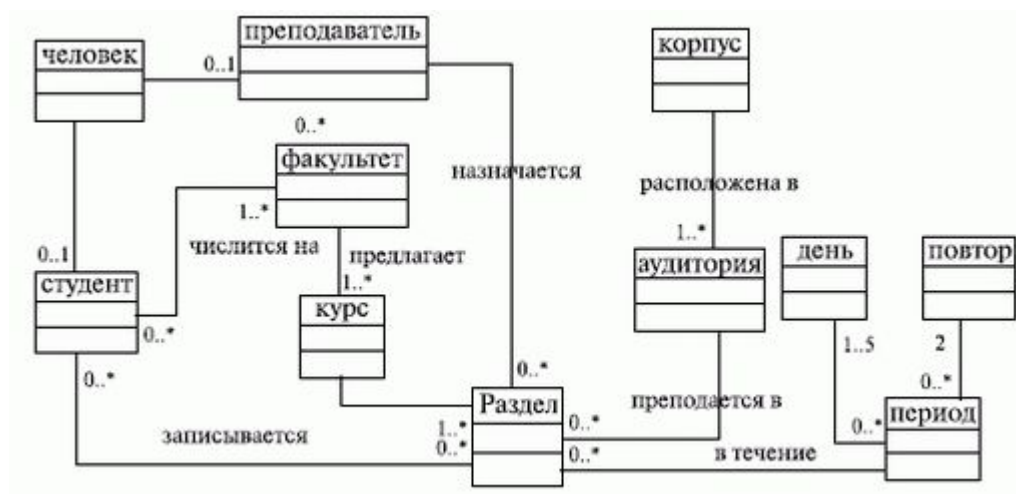 преподаватель
человек
корпус
0..1
0..*
факультет
назначается
расположена в
1..*
числится на
1..*
0..1
предлагает
аудитория
день
повтор
студент
1..*
курс
0..*
1..5
2
0..*
0..*
0..*
Раздел
преподается в
период
записывается
1..*
0..*
0..*
0..*
0..*
в течение